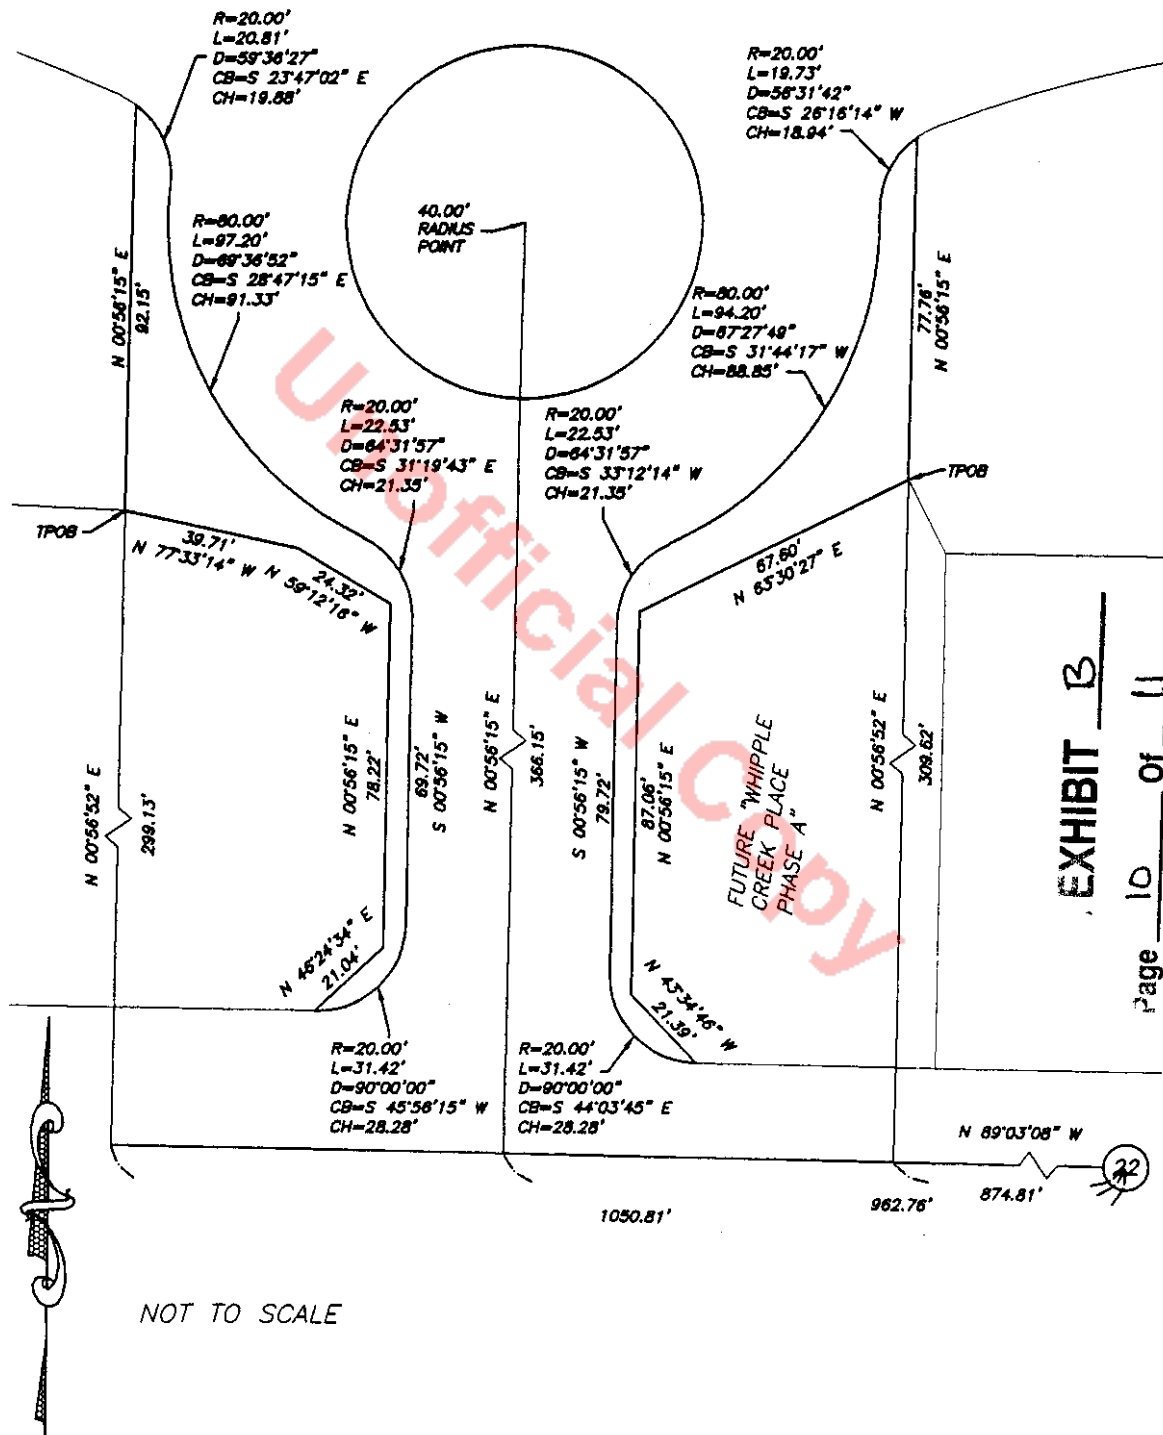 R=20.00'
L=20.81'
D=59°36'27"
CB=S 23°47'02" E
CH=19.88'
R=20.00'
L=19.73'
D=56°31'42"
CB=S 26°16'14" W
CH=18.94'
R=80.00'
L=97.20'
D=69°36'52"
CB=S 28°47'15" E
CH=91.33'
40.00'
RADIUS
POINT
R=80.00'
L=94.20'
D=67°27'49"
CB=S 31°44'17" W
CH=88.85'
N 00°56'15" E
92.15'
77.76'
N 00°56'15" E
R=20.00'
L=22.53'
D=64°31'57"
CB=S 31°19'43" E
CH=21.35'
R=20.00'
L=22.53'
D=64°31'57"
CB=S 33°12'14" W
CH=21.35'
TPOB
TPOB
39.71'
N 77°33'14" W
24.32'
N 59°12'16" W
67.60'
N 63°30'27" E
N 00°56'52" E
299.13'
N 00°56'15" E
78.22'
69.72'
S 00°56'15" W
N 00°56'15" E
366.15'
S 00°56'15" W
79.72'
87.06'
N 00°56'15" E
FUTURE "WHIPPLE
CREEK PLACE
PHASE A"
N 00°56'52" E
309.62'
EXHIBIT B
Page 10 of 11
N 46°24'34" E
21.04'
N 43°34'46" W
21.39'
R=20.00'
L=31.42'
D=90°00'00"
CB=S 45°56'15" W
CH=28.28'
R=20.00'
L=31.42'
D=90°00'00"
CB=S 44°03'45" E
CH=28.28'
N 89°03'08" W
22
874.81'
962.76'
1050.81'
NOT TO SCALE
Unofficial Copy